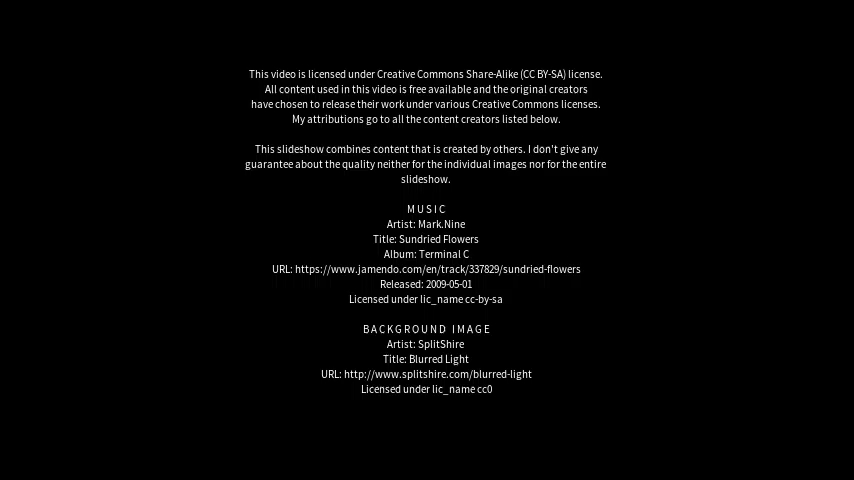 This video is licensed under Creative Commons Share-Alike (CC BY-SA) license.
All content used in this video is free available and the original creators
have chosen to release their work under various Creative Commons licenses.
My attributions go to all the content creators listed below.
This slideshow combines content that is created by others. I don't give any
guarantee about the quality neither for the individual images nor for the entire
slideshow.
MUSIC
Artist: Mark.Nine
Title: Sundried Flowers
Album: Terminal C
URL: https://www.jamendo.com/en/track/337829/sundried-flowers
Released: 2009-05-01
Licensed under lic_name cc-by-sa
BACKGROUND IMAGE
Artist: SplitShire
Title: Blurred Light
URL: http://www.splitshire.com/blurred-light
Licensed under lic_name cc0